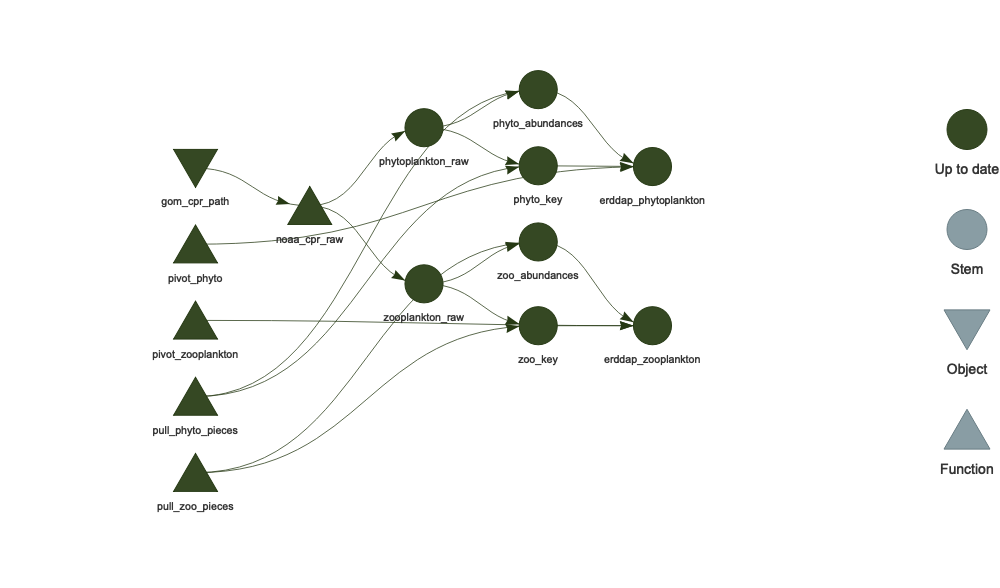 phyto_abundances
phytoplankton_raw
Up to date
gom_cpr_path
phyto_key
erddap_phytoplankton
noaa_cpr_raw
Stem
pivot_phyto
zoo_abundances
zooplankton_raw
pivot_zooplankton
zoo_key
erddap_zooplankton
Object
pull_phyto_pieces
Function
pull_zoo_pieces